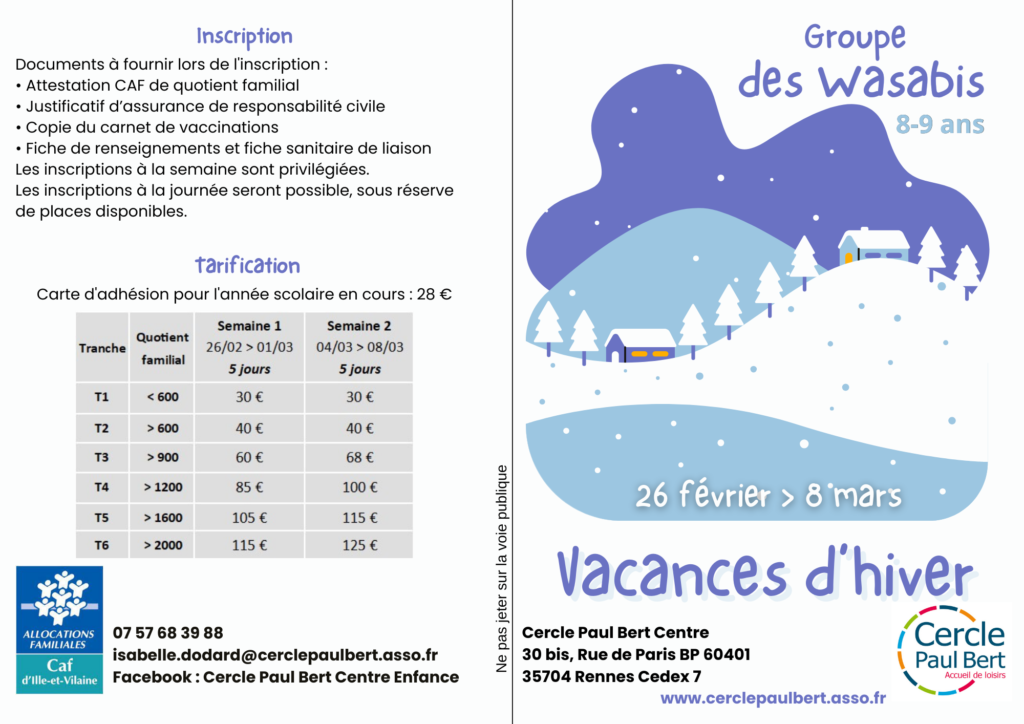 Inscription
Documents à fournir lors de l'inscription :
• Attestation CAF de quotient familial
• Justificatif d’assurance de responsabilité civile
• Copie du carnet de vaccinations
• Fiche de renseignements et fiche sanitaire de liaison
Les inscriptions à la semaine sont privilégiées.
Les inscriptions à la journée seront possible, sous réserve
de places disponibles.
Tarification
Carte d'adhésion pour l'année scolaire en cours : 28 €
Tranche Quotient familial Semaine 1 26/02 > 01/03 5 jours Semaine 2 04/03 > 08/03 5 jours
T1 < 600 30 € 30 €
T2 > 600 40 € 40 €
T3 > 900 60 € 68 €
T4 > 1200 85 € 100 €
T5 > 1600 105 € 115 €
T6 > 2000 115 € 125 €
ALLOCATIONS
FAMILIALES
Caf
d'Ille-et-Vilaine
07 57 68 39 88
isabelle.dodard@cerclepaulbert.asso.fr
Facebook : Cercle Paul Bert Centre Enfance
Ne pas jeter sur la voie publique
Groupe
des Wasabis
8-9 ans
26 février > 8 mars
Vacances d'hiver
Cercle Paul Bert Centre
30 bis, Rue de Paris BP 60401
35704 Rennes Cedex 7
www.cerclepaulbert.asso.fr
Cercle
Paul Bert
Accueil de loisirs